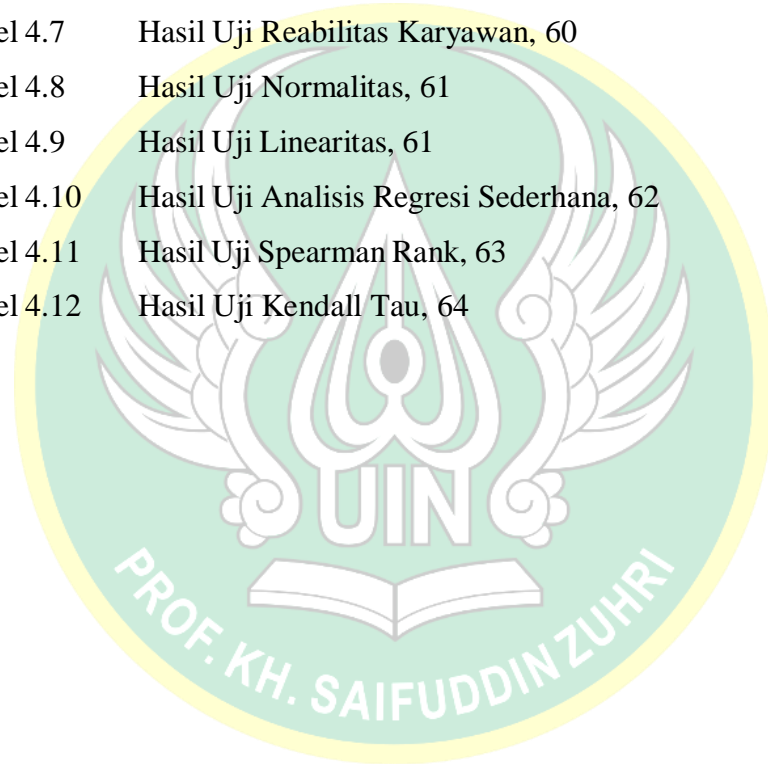 el 4.7 Hasil Uji Reabilitas Karyawan, 60
el 4.8 Hasil Uji Normalitas, 61
el 4.9 Hasil Uji Linearitas, 61
el 4.10 Hasil Uji Analisis Regresi Sederhana, 62
el 4.11 Hasil Uji Spearman Rank, 63
el 4.12 Hasil Uji Kendall Tau, 64
UIN
PROF. KH. SAIFUDDIN ZUHRI